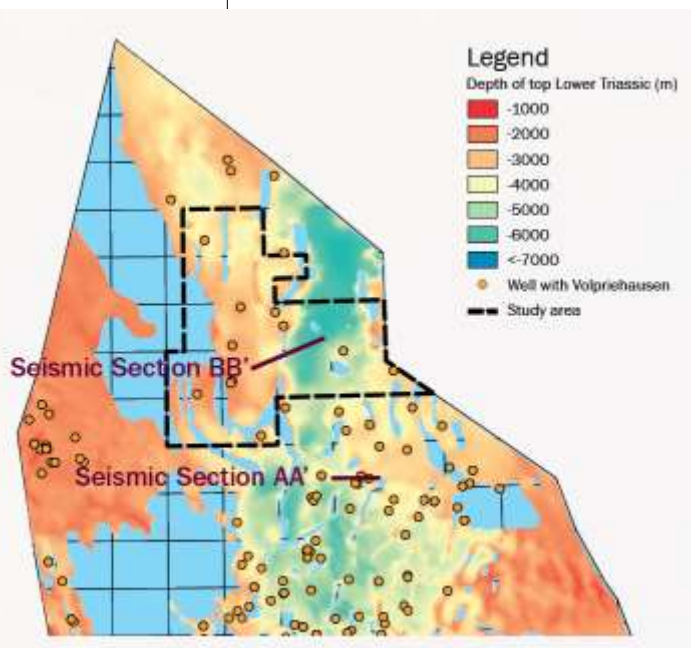 Legend
Depth of top Lower Triassic (m)
-1000
-2000
-3000
-4000
-5000
-6000
<-7000
Well with Volpriehausen
Study area
Seismic Section BB'
Seismic Section AA'